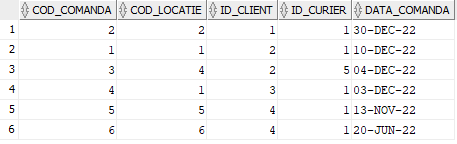 COD_COMANDA COD_LOCATIE ID_CLIENT ID_CURIER DATA_COMANDA
1 2 2 1 1 30-DEC-22
2 1 1 2 1 10-DEC-22
3 3 4 2 5 04-DEC-22
4 4 1 3 1 03-DEC-22
5 5 5 4 1 13-NOV-22
6 6 6 4 1 20-JUN-22